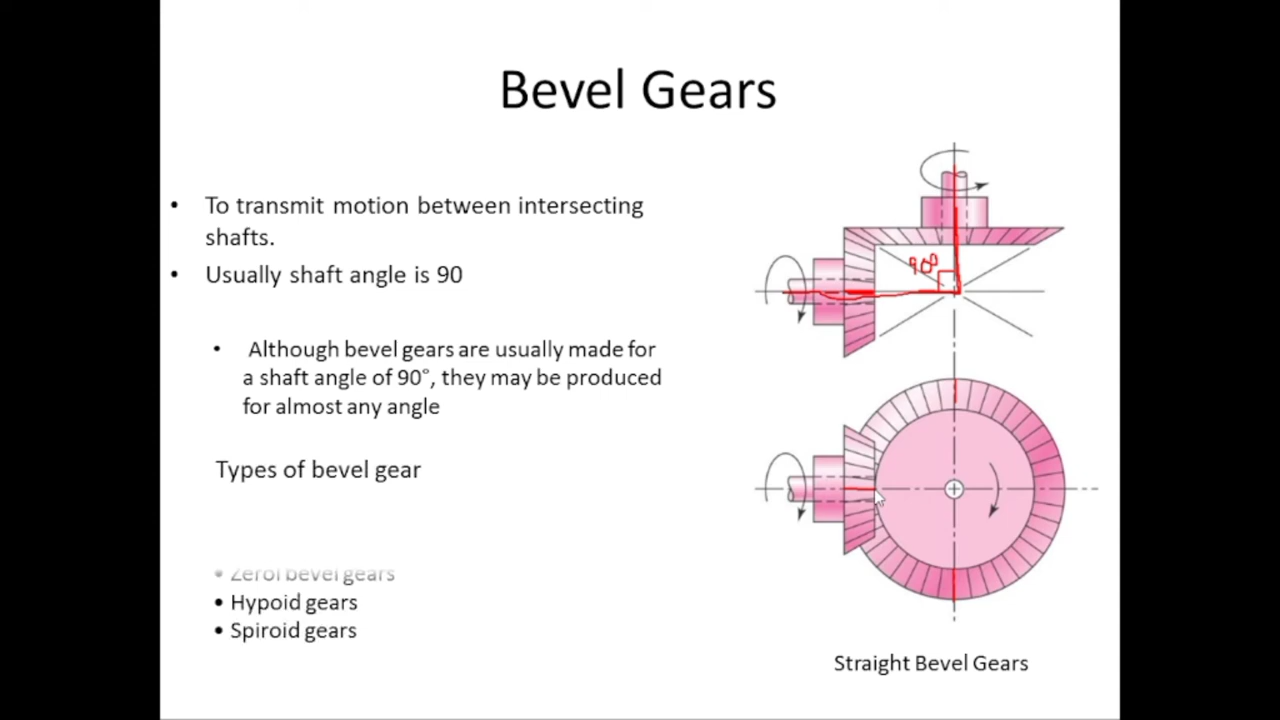 Bevel Gears
• To transmit motion between intersecting
shafts.
• Usually shaft angle is 90
• Although bevel gears are usually made for
a shaft angle of 90°, they may be produced
for almost any angle
Types of bevel gear
• Zerol bevel gears
• Hypoid gears
• Spiroid gears
90°
Straight Bevel Gears